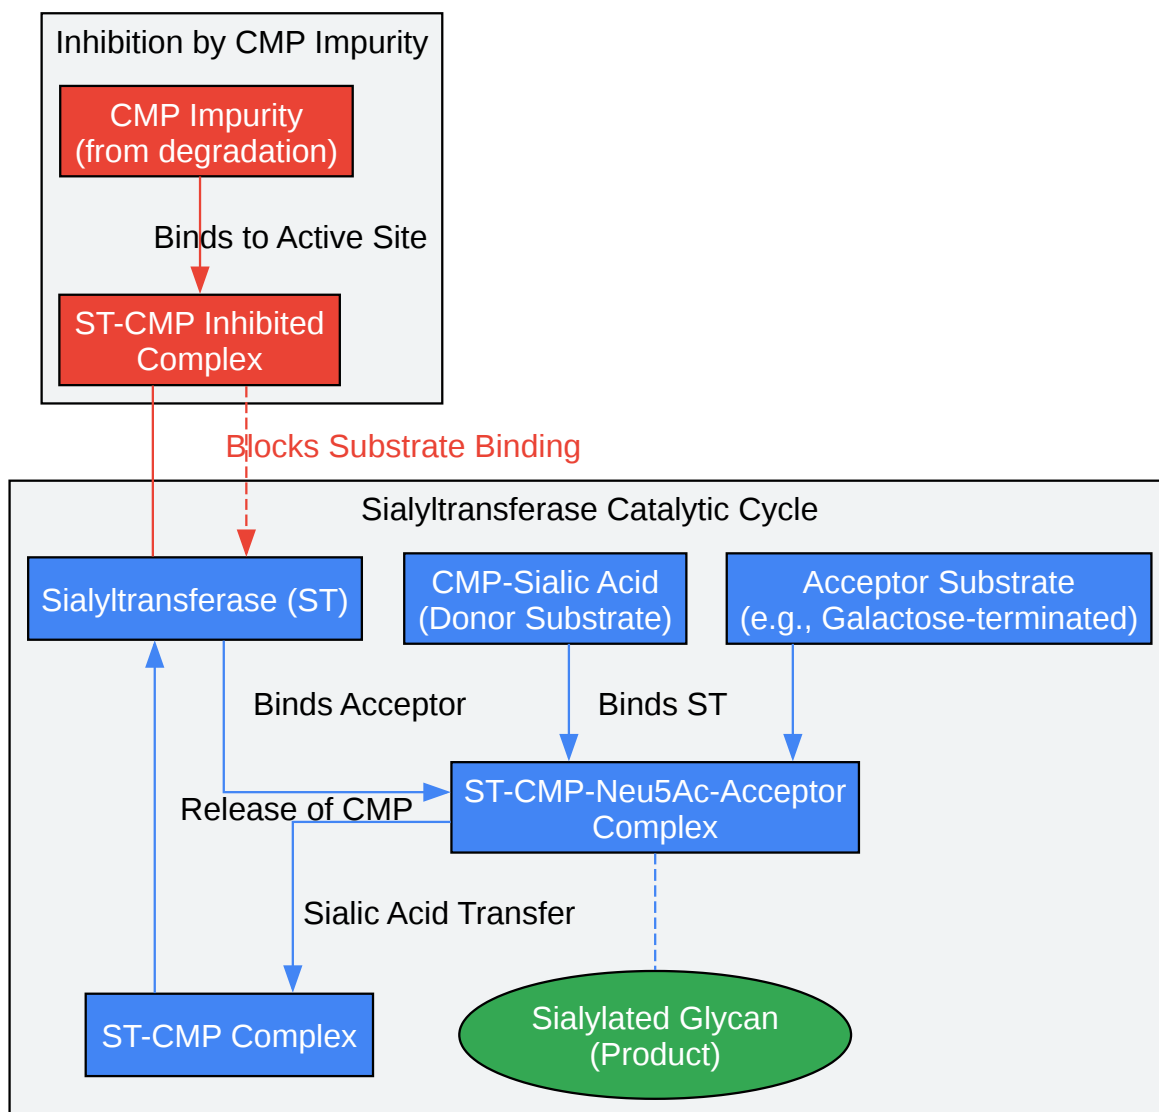 Inhibition by CMP Impurity
CMP Impurity
(from degradation)
Binds to Active Site
ST-CMP Inhibited
Complex
Blocks Substrate Binding
Sialyltransferase Catalytic Cycle
Sialyltransferase (ST)
CMP-Sialic Acid
(Donor Substrate)
Acceptor Substrate
(e.g., Galactose-terminated)
Binds Acceptor
Binds ST
ST-CMP-Neu5Ac-Acceptor
Complex
Release of CMP
Sialic Acid Transfer
ST-CMP Complex
Sialylated Glycan
(Product)